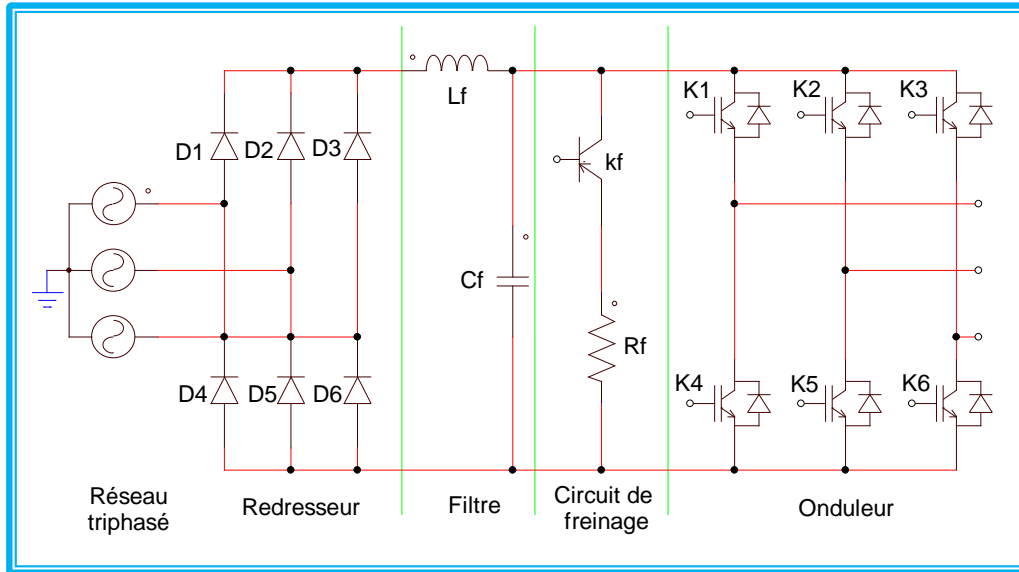 Lf
K1
K2
K3
D1
D2
D3
kf
Cf
Rf
D4
D5
D6
K4
K5
K6
Réseau
triphasé
Redresseur
Filtre
Circuit de
freinage
Onduleur